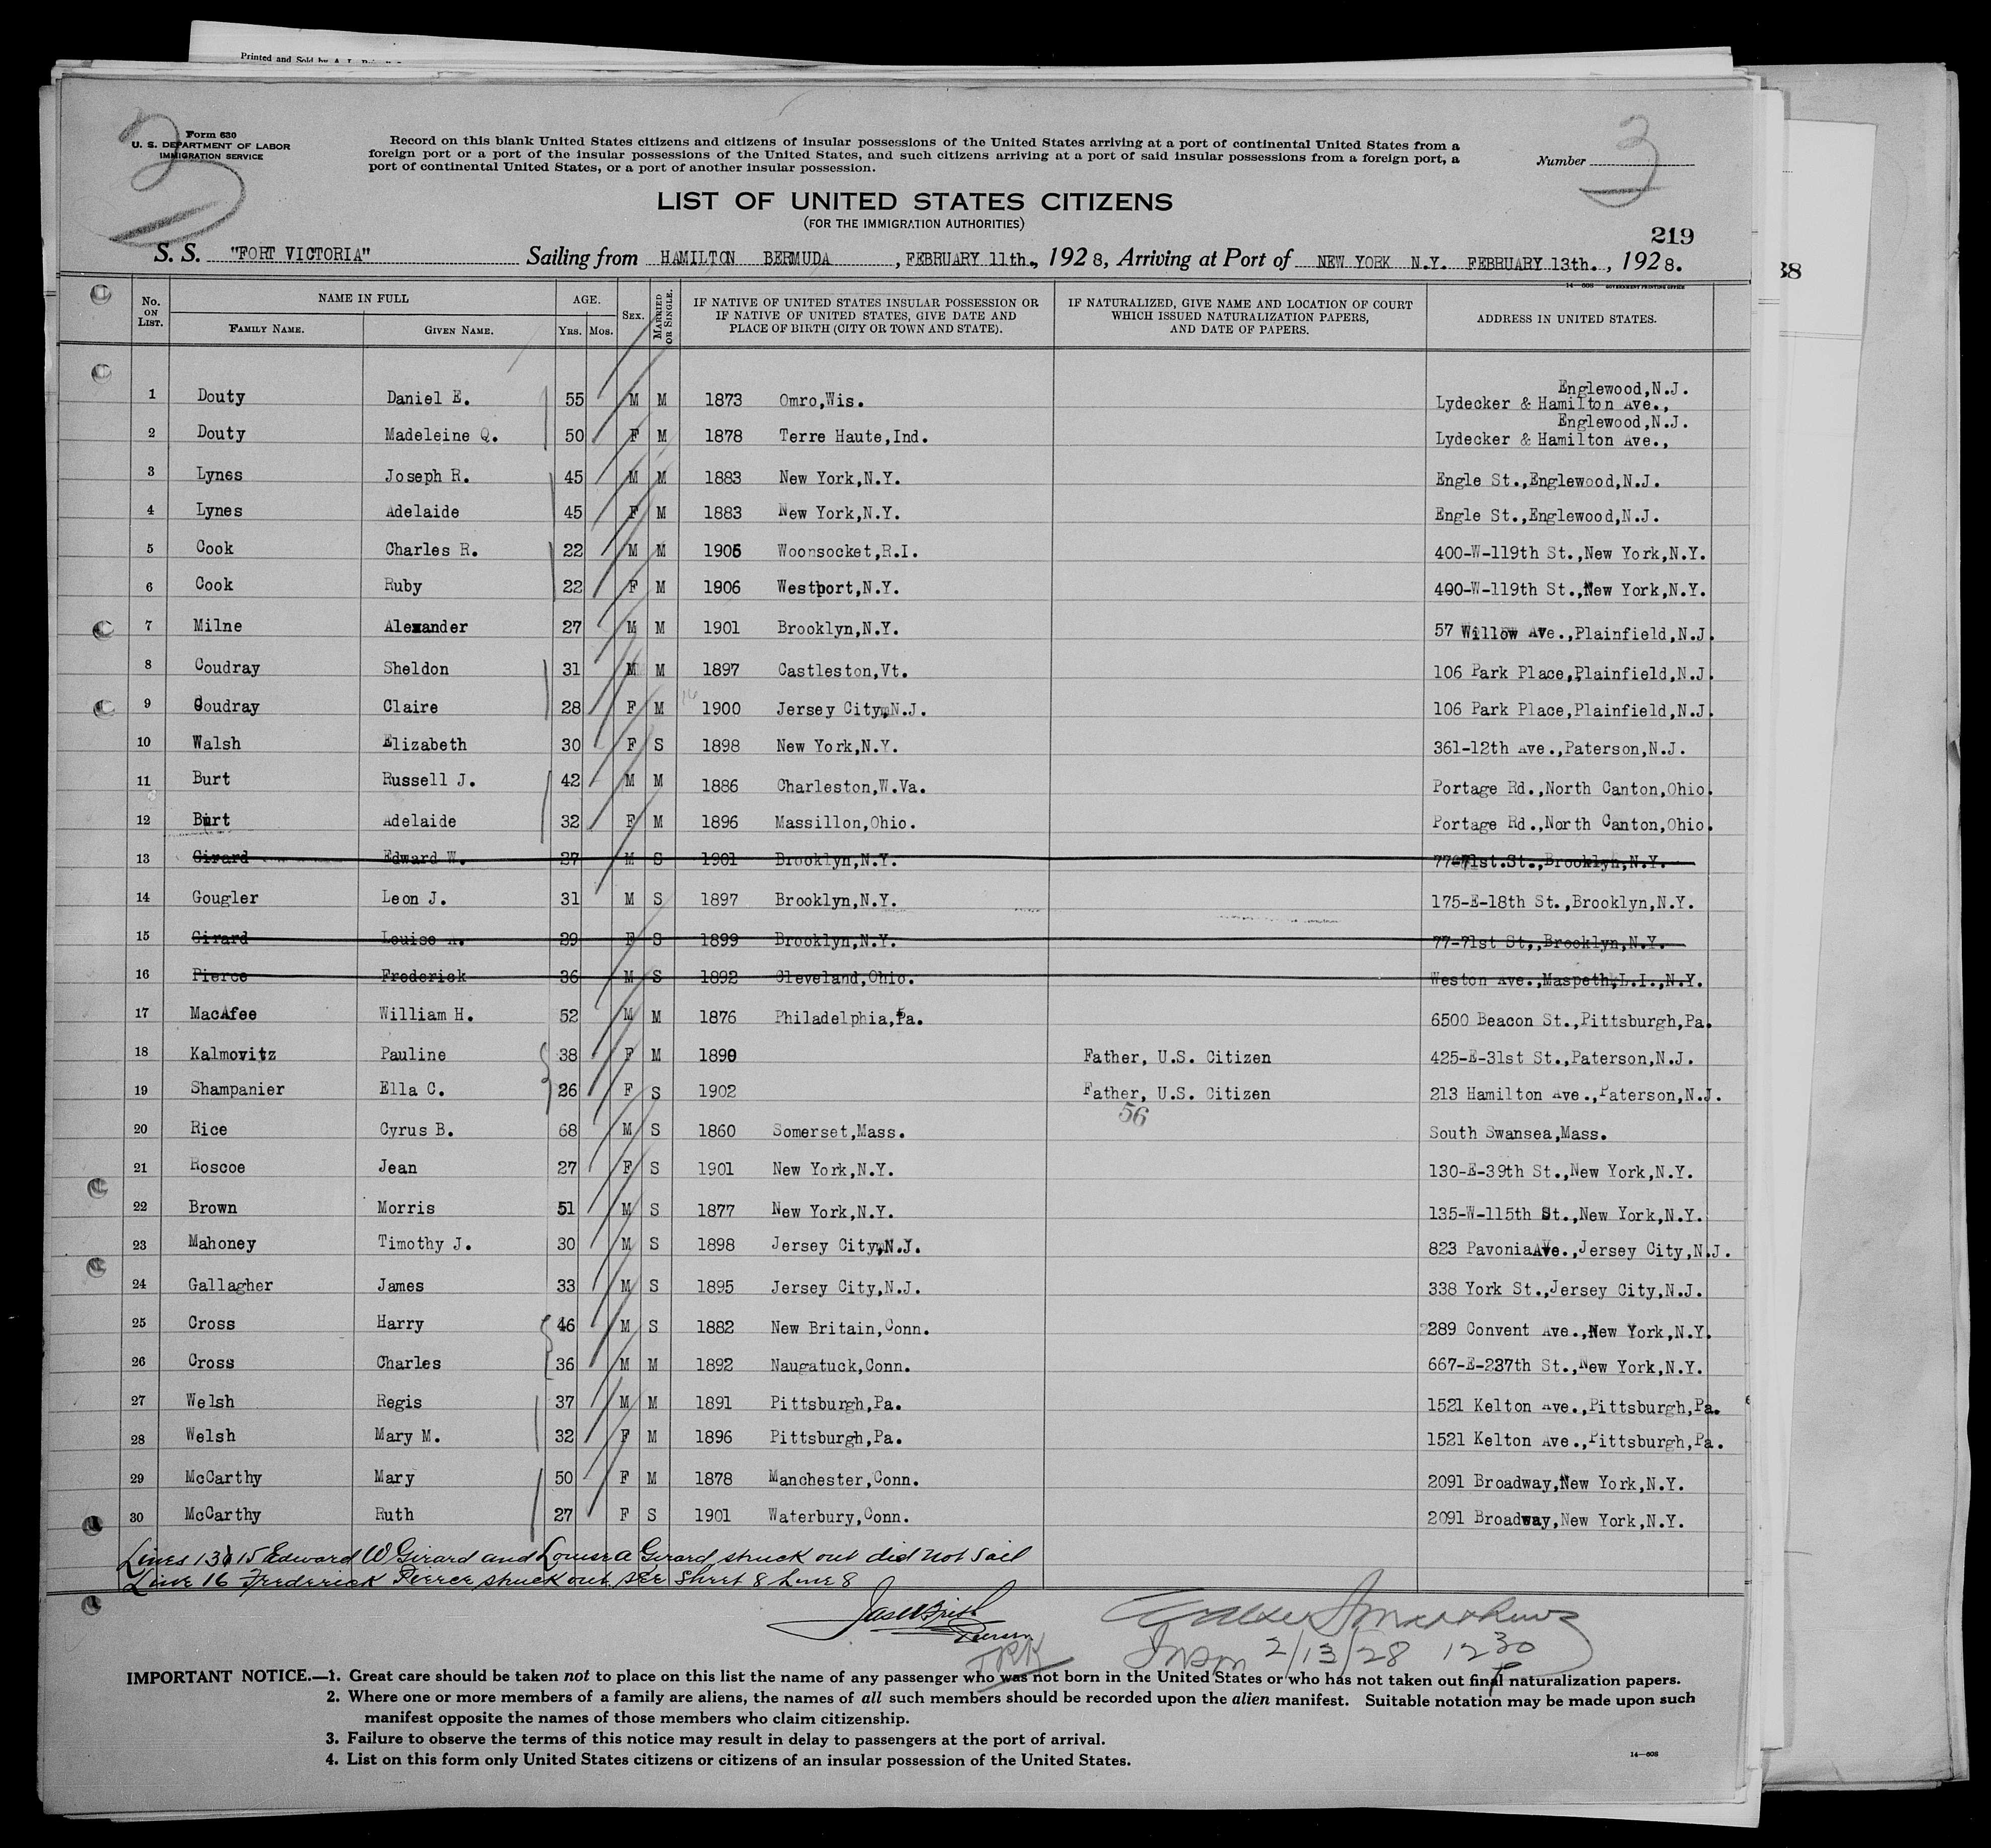 Printed and Sold by A. L.
Form 630
U. S. DEPARTMENT OF LABOR
IMMIGRATION SERVICE
2
Record on this blank United States citizens and citizens of insular possessions of the United States arriving at a port of continental United States from a
foreign port or a port of the insular possessions of the United States, and such citizens arriving at a port of said insular possessions from a foreign port, a
port of continental United States, or a port of another insular possession.
Number 3
LIST OF UNITED STATES CITIZENS
(FOR THE IMMIGRATION AUTHORITIES)
219
38
S. S. "FORT VICTORIA" Sailing from HAMILTON BERMUDA, FEBRUARY 11th., 1928, Arriving at Port of NEW YORK N.Y. FEBRUARY 13th., 1928.
14—608 GOVERNMENT PRINTING OFFICE
No. ON LIST. NAME IN FULL FAMILY NAME. GIVEN NAME. AGE. YRS. MOS. SEX. MARRIED OR SINGLE. IF NATIVE OF UNITED STATES INSULAR POSSESSION OR IF NATIVE OF UNITED STATES, GIVE DATE AND PLACE OF BIRTH (CITY OR TOWN AND STATE). IF NATURALIZED, GIVE NAME AND LOCATION OF COURT WHICH ISSUED NATURALIZATION PAPERS, AND DATE OF PAPERS. ADDRESS IN UNITED STATES.
1 Douty Daniel E. 55 M M 1873 Omro,Wis. Englewood,N.J. Lydecker & Hamilton Ave.,
2 Douty Madeleine Q. 50 F M 1878 Terre Haute,Ind. Englewood,N.J. Lydecker & Hamilton Ave.,
3 Lynes Joseph R. 45 M M 1883 New York,N.Y. Engle St.,Englewood,N.J.
4 Lynes Adelaide 45 F M 1883 New York,N.Y. Engle St.,Englewood,N.J.
5 Cook Charles R. 22 M M 1906 Woonsocket,R.I. 400-W-119th St.,New York,N.Y.
6 Cook Ruby 22 F M 1906 Westport,N.Y. 400-W-119th St.,New York,N.Y.
7 Milne Alexander 27 M M 1901 Brooklyn,N.Y. 57 Willow Ave.,Plainfield,N.J.
8 Coudray Sheldon 31 M M 1897 Castleston,Vt. 106 Park Place,Plainfield,N.J.
9 Coudray Claire 28 F M 1900 Jersey City,N.J. 106 Park Place,Plainfield,N.J.
10 Walsh Elizabeth 30 F S 1898 New York,N.Y. 361-12th Ave.,Paterson,N.J.
11 Burt Russell J. 42 M M 1886 Charleston,W.Va. Portage Rd.,North Canton,Ohio.
12 Burt Adelaide 32 F M 1896 Massillon,Ohio. Portage Rd.,North Canton,Ohio.
13 Girard Edward W. 27 M S 1901 Brooklyn,N.Y. 77-71st.St.,Brooklyn,N.Y.
14 Gougler Leon J. 31 M S 1897 Brooklyn,N.Y. 175-E-18th St.,Brooklyn,N.Y.
15 Girard Louise A. 29 F S 1899 Brooklyn,N.Y. 77-71st St.,Brooklyn,N.Y.
16 Pierce Frederick 36 M S 1892 Cleveland,Ohio. Weston Ave.,Maspeth,L.I.,N.Y.
17 MacAfee William H. 52 M M 1876 Philadelphia,Pa. 6500 Beacon St.,Pittsburgh,Pa.
18 Kalmovitz Pauline 38 F M 1890 Father, U.S. Citizen 425-E-31st St.,Paterson,N.J.
19 Shampanier Ella C. 26 F S 1902 Father, U.S. Citizen 213 Hamilton Ave.,Paterson,N.J.
56
20 Rice Cyrus B. 68 M S 1860 Somerset,Mass. South Swansea,Mass.
21 Roscoe Jean 27 F S 1901 New York,N.Y. 130-E-39th St.,New York,N.Y.
22 Brown Morris 51 M S 1877 New York,N.Y. 135-W-115th St.,New York,N.Y.
23 Mahoney Timothy J. 30 M S 1898 Jersey City,N.J. 823 PavoniaAve.,Jersey City,N.J.
24 Gallagher James 33 M S 1895 Jersey City,N.J. 338 York St.,Jersey City,N.J.
25 Cross Harry 46 M S 1882 New Britain,Conn. 289 Convent Ave.,New York,N.Y.
26 Cross Charles 36 M M 1892 Naugatuck,Conn. 667-E-237th St.,New York,N.Y.
27 Welsh Regis 37 M M 1891 Pittsburgh,Pa. 1521 Kelton Ave.,Pittsburgh,Pa.
28 Welsh Mary M. 32 F M 1896 Pittsburgh,Pa. 1521 Kelton Ave.,Pittsburgh,Pa.
29 McCarthy Mary 50 F M 1878 Manchester,Conn. 2091 Broadway,New York,N.Y.
30 McCarthy Ruth 27 F S 1901 Waterbury,Conn. 2091 Broadway,New York,N.Y.
Lines 13 & 15 Edward W Girard and Louise a Girard struck out did not sail
Line 16 Frederick Pierce struck out see Sheet 8 Line 8
Purser
Insp 2/13/28 12 30 P
IMPORTANT NOTICE.—1. Great care should be taken not to place on this list the name of any passenger who was not born in the United States or who has not taken out final naturalization papers.
2. Where one or more members of a family are aliens, the names of all such members should be recorded upon the alien manifest. Suitable notation may be made upon such
manifest opposite the names of those members who claim citizenship.
3. Failure to observe the terms of this notice may result in delay to passengers at the port of arrival.
4. List on this form only United States citizens or citizens of an insular possession of the United States.
14—608